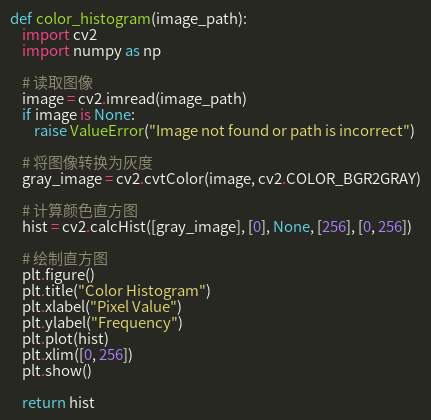 def color_histogram(image_path):
    import cv2
    import numpy as np

    # 读取图像
    image = cv2.imread(image_path)
    if image is None:
        raise ValueError("Image not found or path is incorrect")

    # 将图像转换为灰度
    gray_image = cv2.cvtColor(image, cv2.COLOR_BGR2GRAY)

    # 计算颜色直方图
    hist = cv2.calcHist([gray_image], [0], None, [256], [0, 256])

    # 绘制直方图
    plt.figure()
    plt.title("Color Histogram")
    plt.xlabel("Pixel Value")
    plt.ylabel("Frequency")
    plt.plot(hist)
    plt.xlim([0, 256])
    plt.show()

    return hist